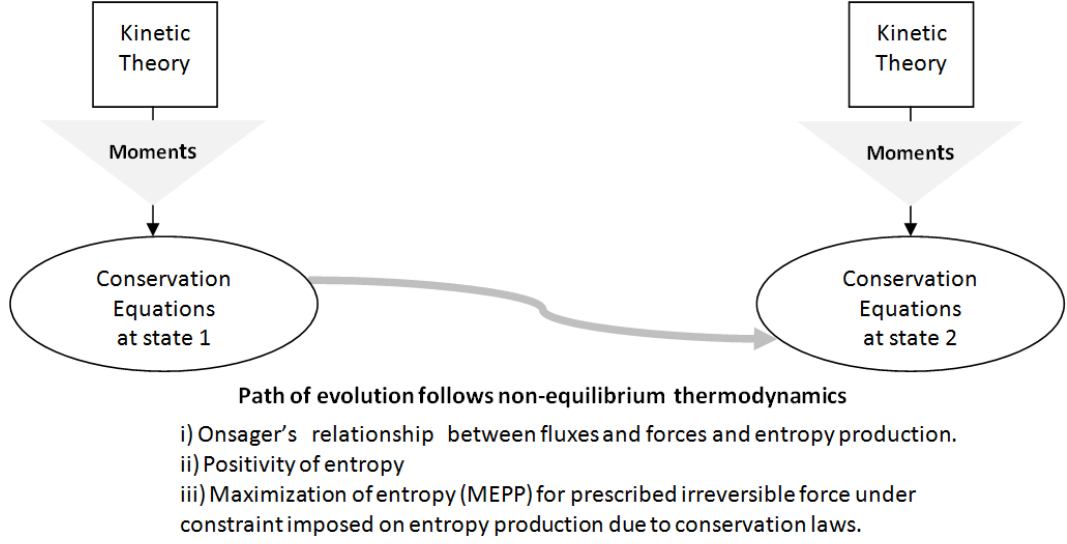 Kinetic
Theory
Moments
Conservation
Equations
at state 1
Kinetic
Theory
Moments
Conservation
Equations
at state 2
Path of evolution follows non-equilibrium thermodynamics
i) Onsager's relationship between fluxes and forces and entropy production.
ii) Positivity of entropy
iii) Maximization of entropy (MEPP) for prescribed irreversible force under
constraint imposed on entropy production due to conservation laws.